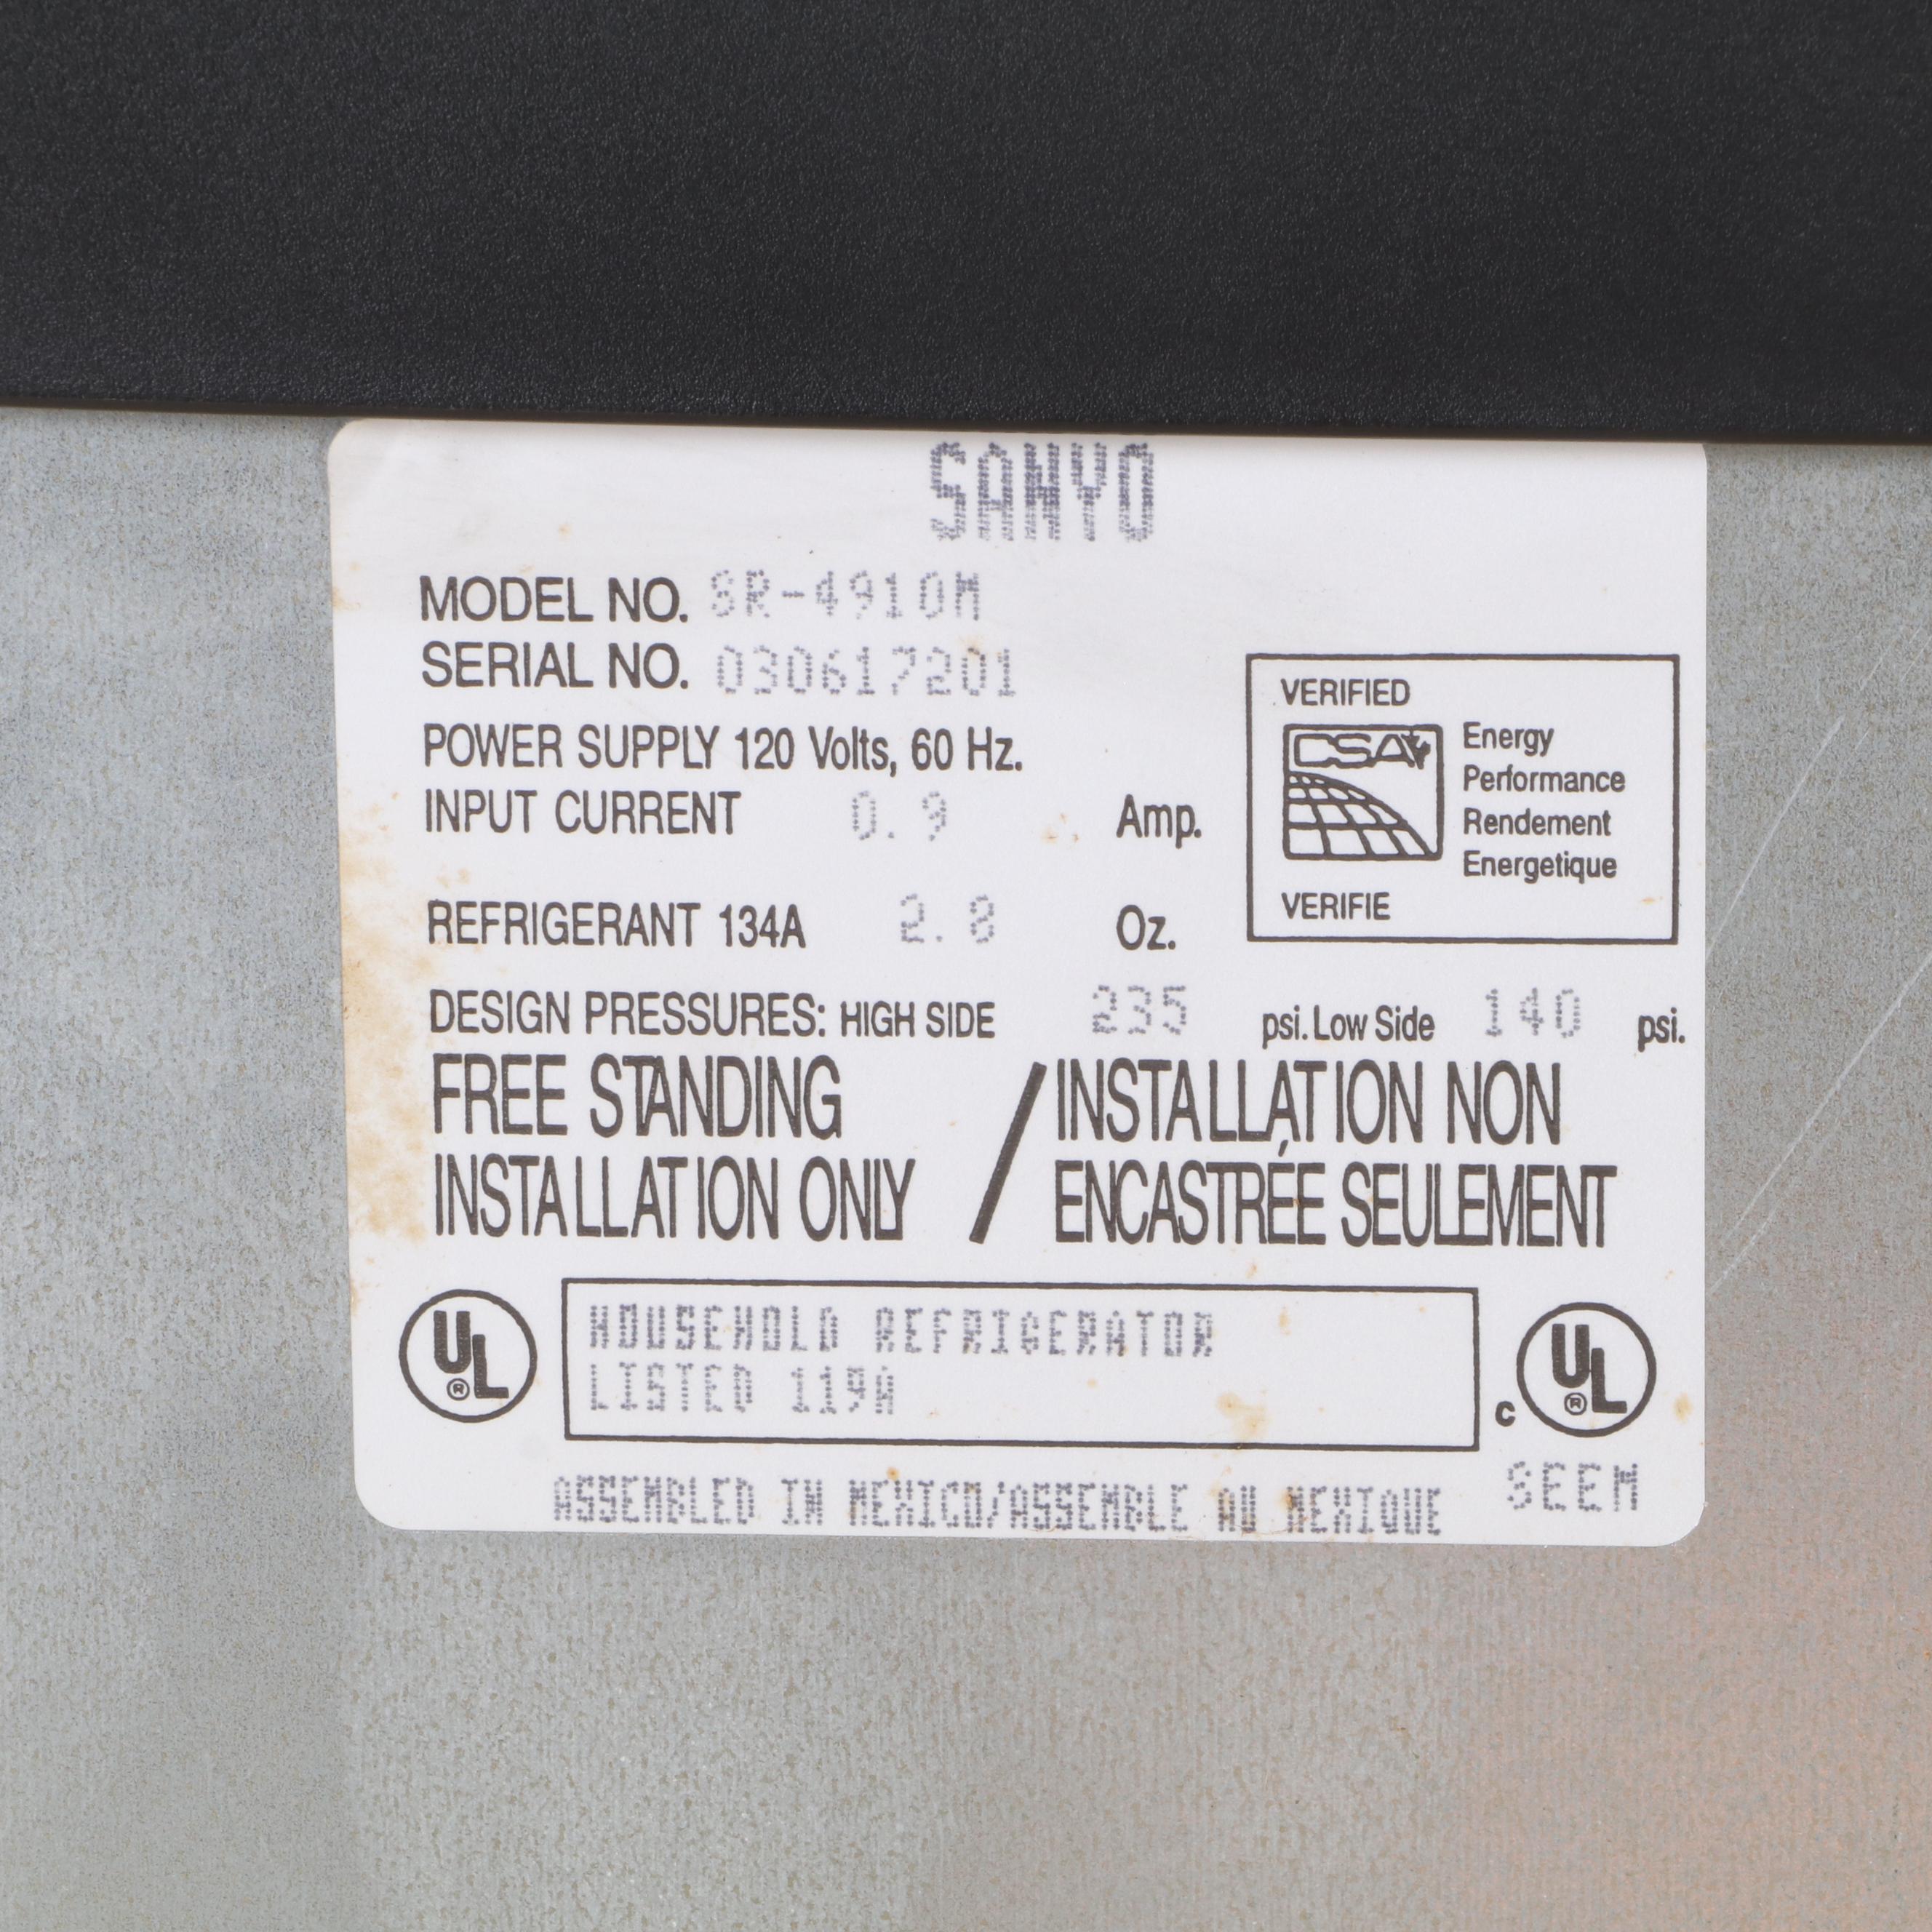 SANYO
MODEL NO. SR-4910M
SERIAL NO. 030617201
POWER SUPPLY 120 Volts, 60 Hz.
INPUT CURRENT 0.9 Amp.
REFRIGERANT 134A 2.8 Oz.
VERIFIED
CSA
Energy
Performance
Rendement
Energetique
VERIFIE
DESIGN PRESSURES: HIGH SIDE 235 psi. Low Side 140 psi.
FREE STANDING / INSTALLATION NON
INSTALLATION ONLY ENCASTRÉE SEULEMENT
UL ®
HOUSEHOLD REFRIGERATOR
LISTED
c UL ®
SEEM
ASSEMBLED IN MEXICO/ASSEMBLE AU MEXIQUE